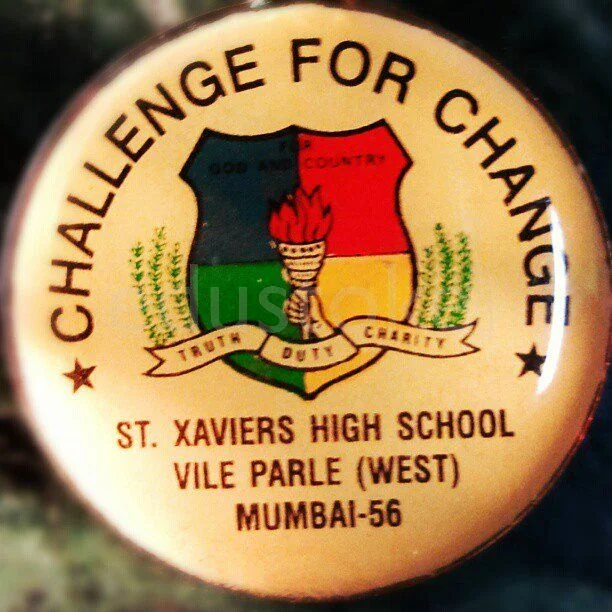 CHALLENGE FOR CHANGE
FOR
GOD AND COUNTRY
TRUTH DUTY CHARITY
ST. XAVIERS HIGH SCHOOL
VILE PARLE (WEST)
MUMBAI-56